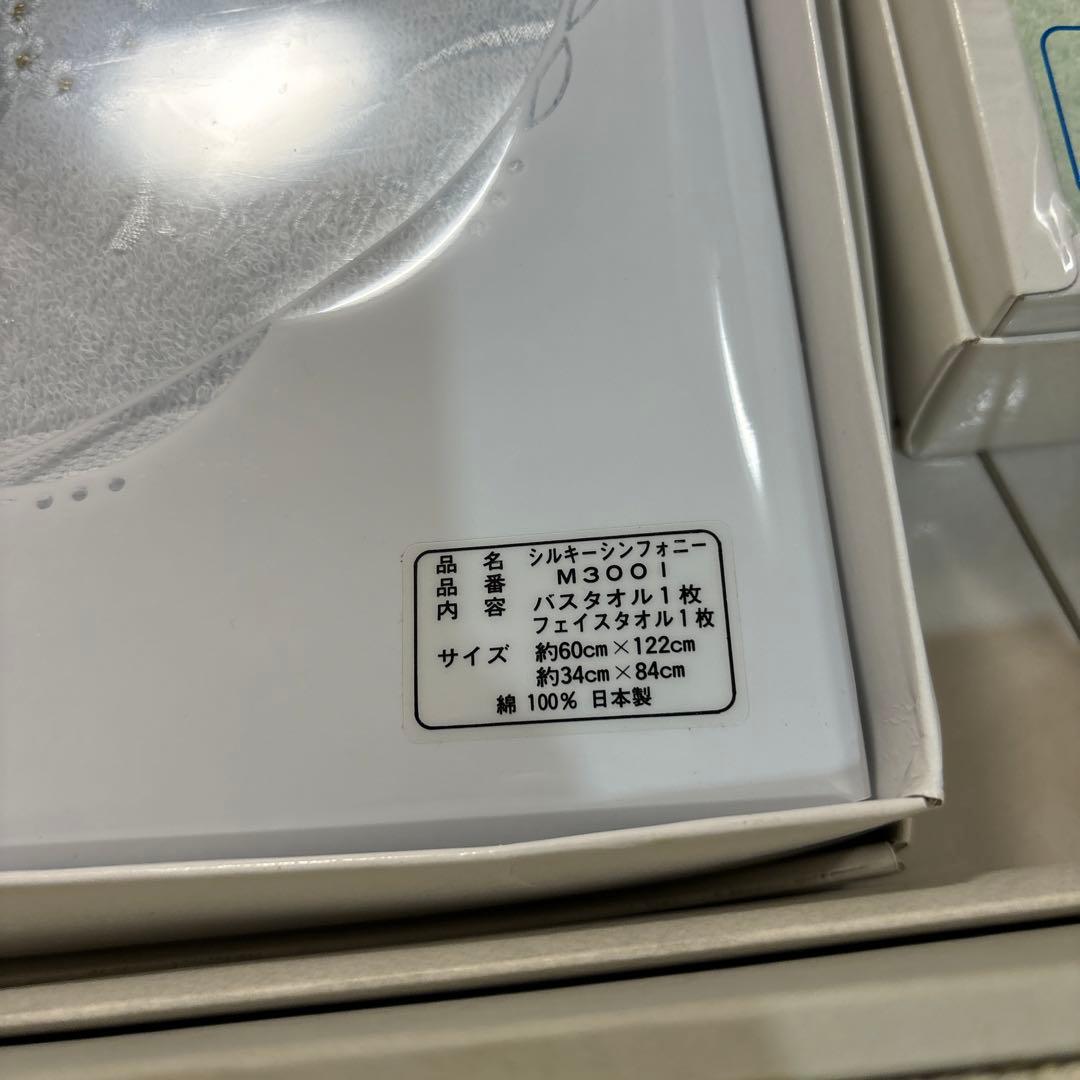 品名 シルキーシンフォニー
品番 M3001
内容 バスタオル1枚
フェイスタオル1枚
サイズ 約60cm×122cm
約34cm×84cm
綿 100% 日本製